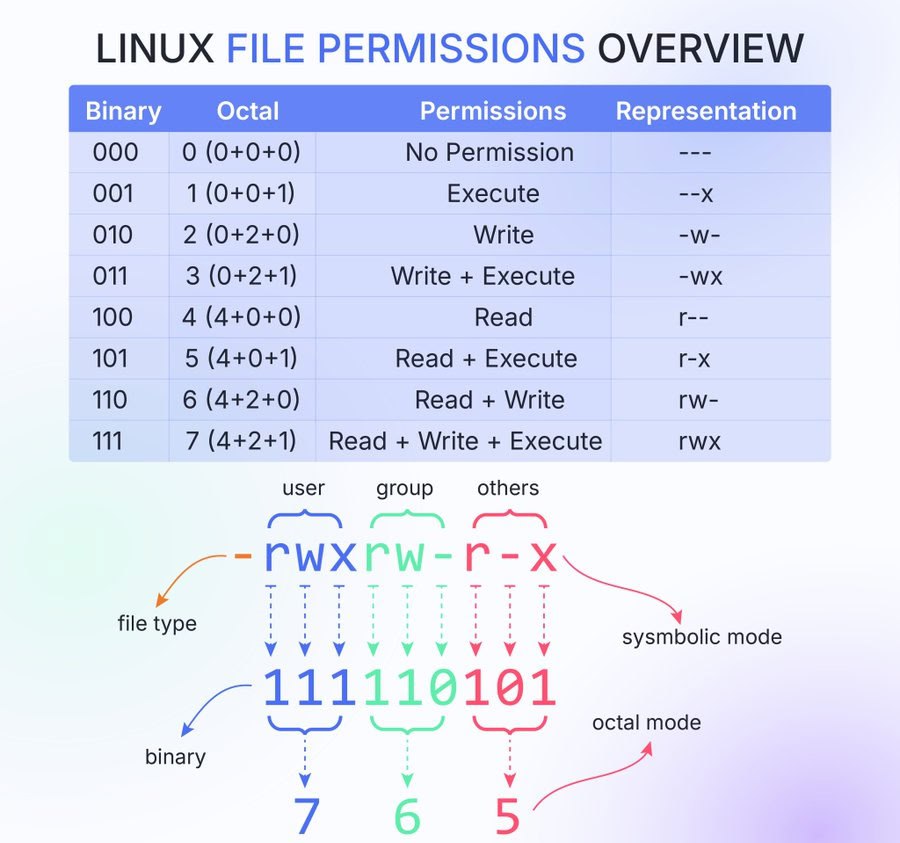 LINUX FILE PERMISSIONS OVERVIEW
Binary Octal Permissions Representation
000 0 (0+0+0) No Permission ---
001 1 (0+0+1) Execute --x
010 2 (0+2+0) Write -w-
011 3 (0+2+1) Write + Execute -wx
100 4 (4+0+0) Read r--
101 5 (4+0+1) Read + Execute r-x
110 6 (4+2+0) Read + Write rw-
111 7 (4+2+1) Read + Write + Execute rwx
user group others
-rwxrw-r-x
file type
sysmbolic mode
111110101
octal mode
binary
7 6 5